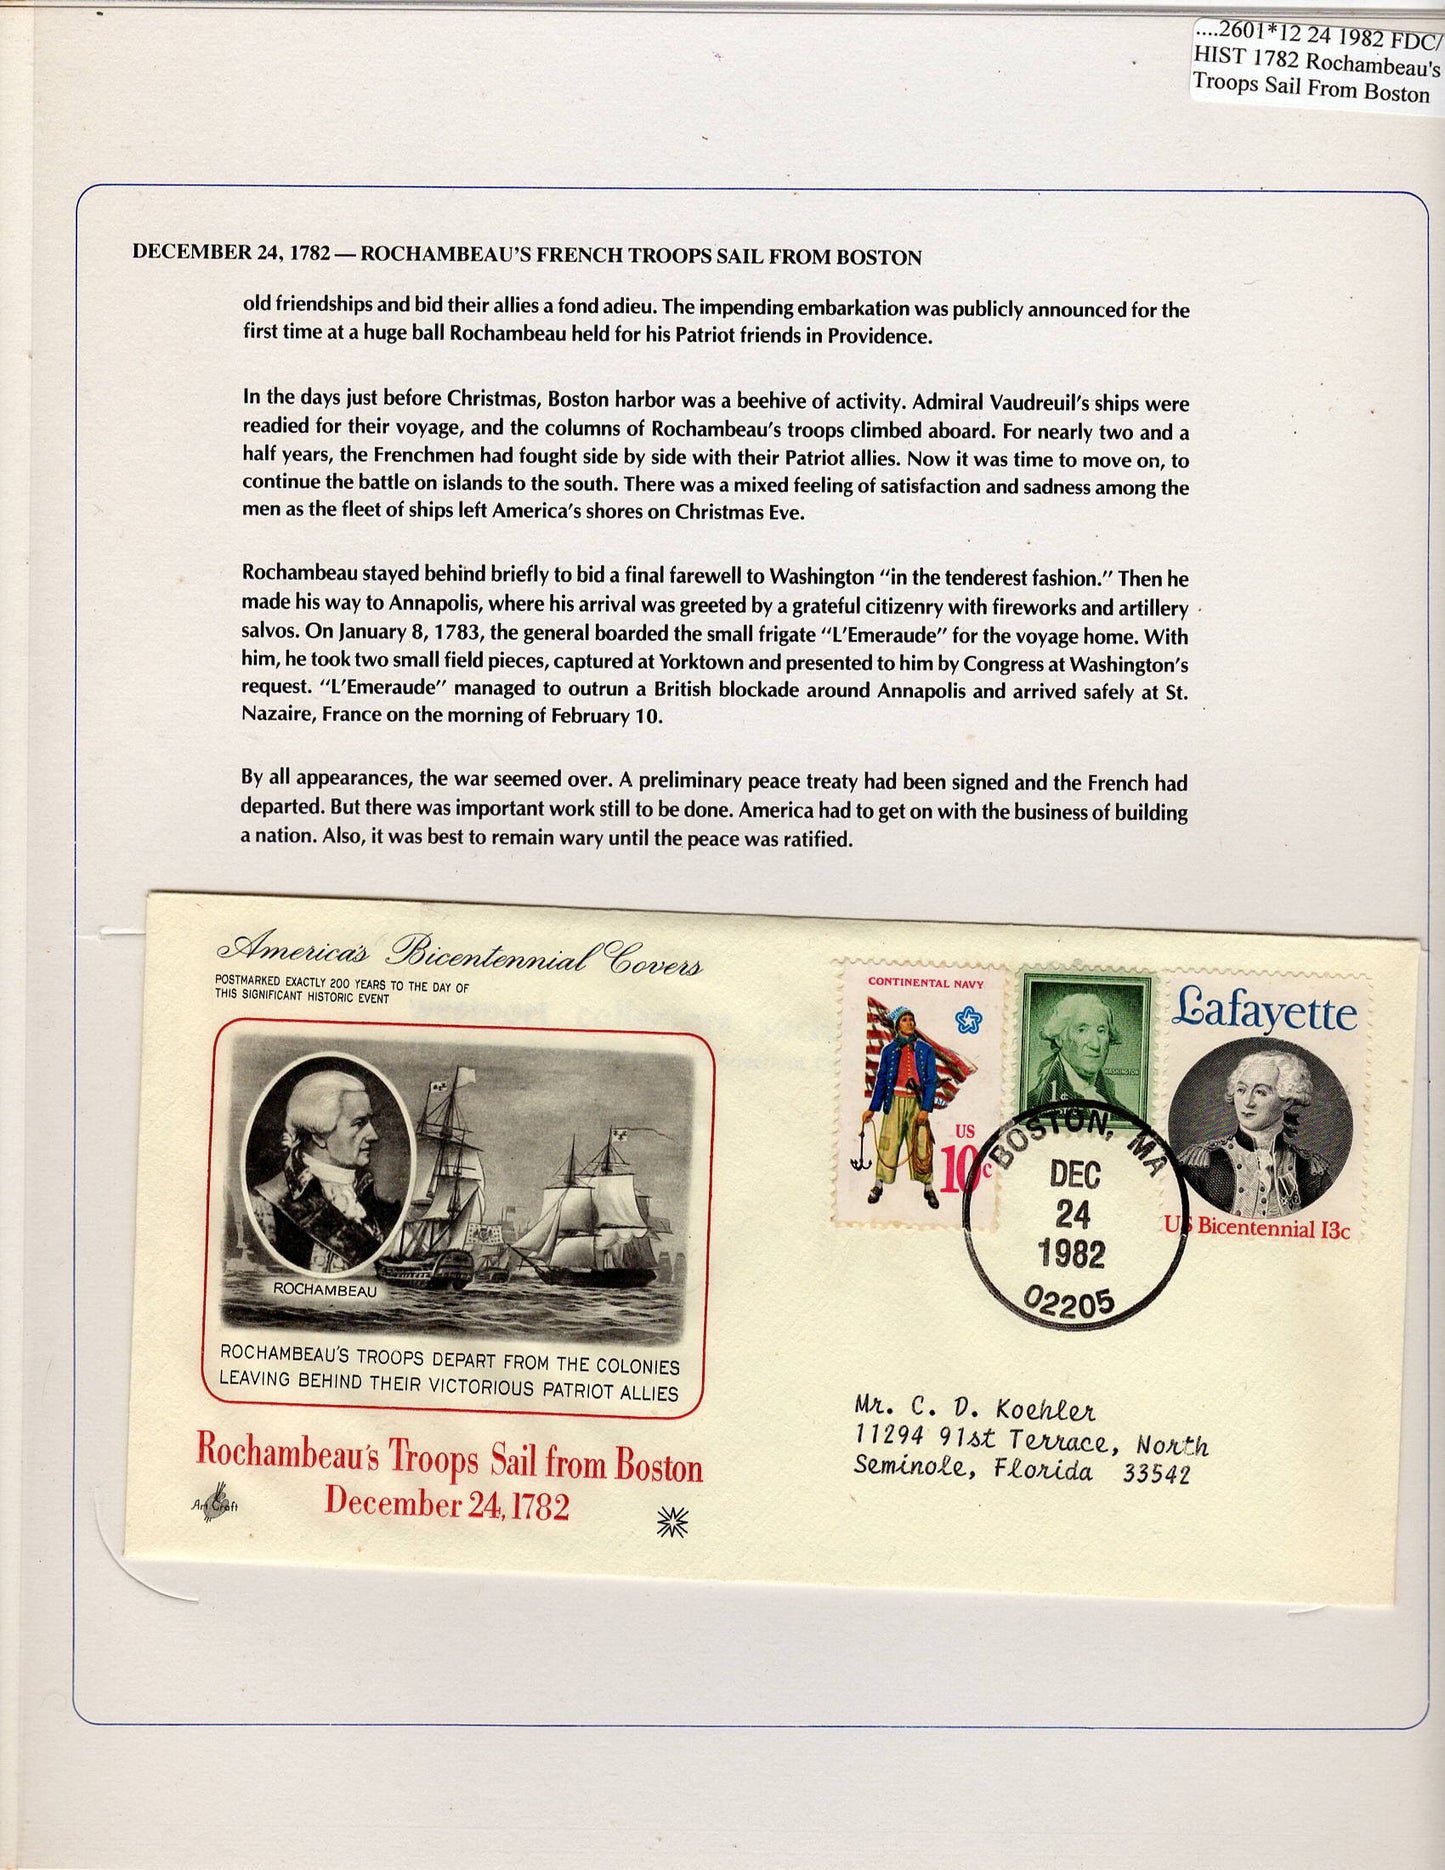 ....2601*12 24 1982 FDC/
HIST 1782 Rochambeau's
Troops Sail From Boston
DECEMBER 24, 1782 — ROCHAMBEAU'S FRENCH TROOPS SAIL FROM BOSTON
old friendships and bid their allies a fond adieu. The impending embarkation was publicly announced for the
first time at a huge ball Rochambeau held for his Patriot friends in Providence.
In the days just before Christmas, Boston harbor was a beehive of activity. Admiral Vaudreuil's ships were
readied for their voyage, and the columns of Rochambeau's troops climbed aboard. For nearly two and a
half years, the Frenchmen had fought side by side with their Patriot allies. Now it was time to move on, to
continue the battle on islands to the south. There was a mixed feeling of satisfaction and sadness among the
men as the fleet of ships left America's shores on Christmas Eve.
Rochambeau stayed behind briefly to bid a final farewell to Washington "in the tenderest fashion." Then he
made his way to Annapolis, where his arrival was greeted by a grateful citizenry with fireworks and artillery
salvos. On January 8, 1783, the general boarded the small frigate "L'Emeraude" for the voyage home. With
him, he took two small field pieces, captured at Yorktown and presented to him by Congress at Washington's
request. "L'Emeraude" managed to outrun a British blockade around Annapolis and arrived safely at St.
Nazaire, France on the morning of February 10.
By all appearances, the war seemed over. A preliminary peace treaty had been signed and the French had
departed. But there was important work still to be done. America had to get on with the business of building
a nation. Also, it was best to remain wary until the peace was ratified.
America's Bicentennial Covers
POSTMARKED EXACTLY 200 YEARS TO THE DAY OF
THIS SIGNIFICANT HISTORIC EVENT
ROCHAMBEAU
ROCHAMBEAU'S TROOPS DEPART FROM THE COLONIES
LEAVING BEHIND THEIR VICTORIOUS PATRIOT ALLIES
Rochambeau's Troops Sail from Boston
December 24, 1782
Art Craft
CONTINENTAL NAVY
US
10c
WASHINGTON
1c
Lafayette
US Bicentennial 13c
BOSTON, MA
DEC
24
1982
02205
Mr. C. D. Koehler
11294 91st Terrace, North
Seminole, Florida 33542